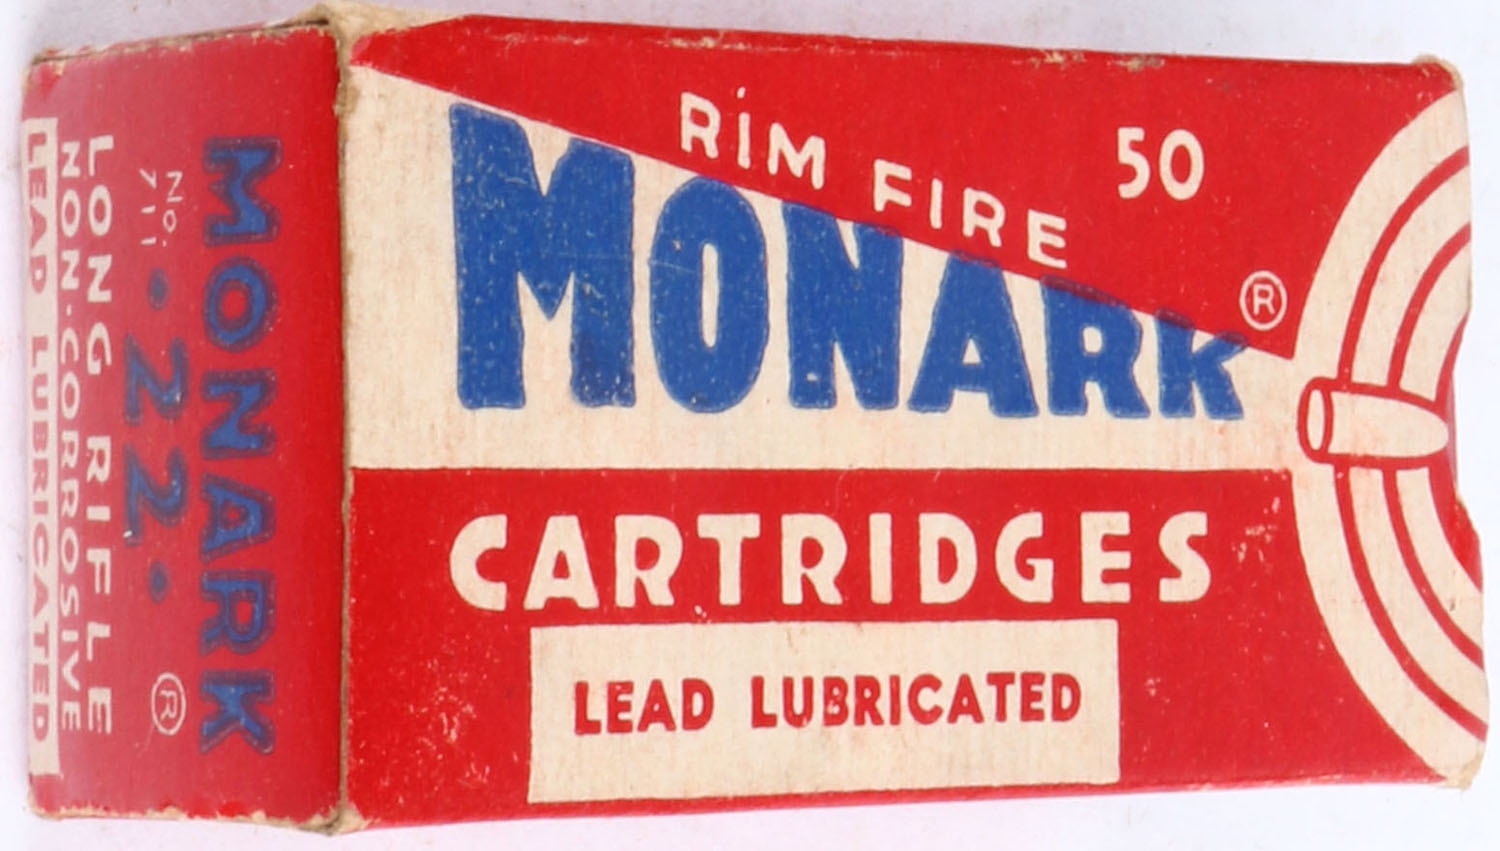 RIM FIRE 50
MONARK ®
CARTRIDGES
LEAD LUBRICATED
MONARK ®
No. 711
.22.
LONG RIFLE
NON-CORROSIVE
LEAD LUBRICATED